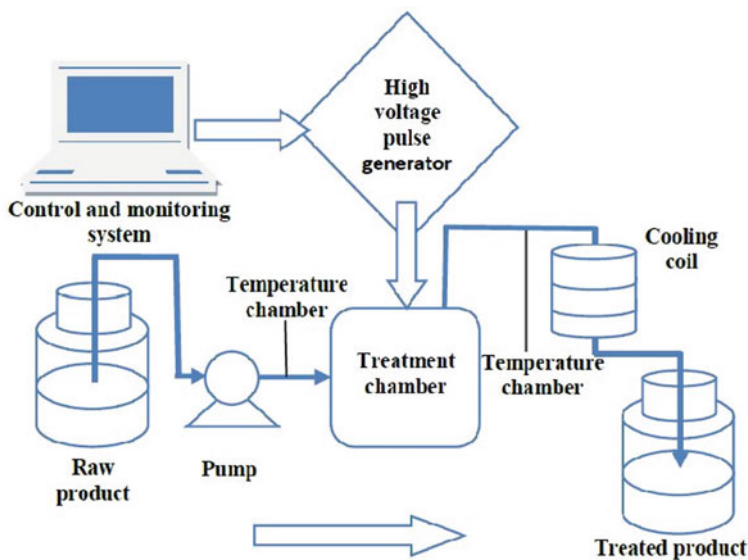 High
voltage
pulse
generator
Control and monitoring
system
Cooling
coil
Temperature
chamber
Treatment
chamber
Temperature
chamber
Raw
product
Pump
Treated product